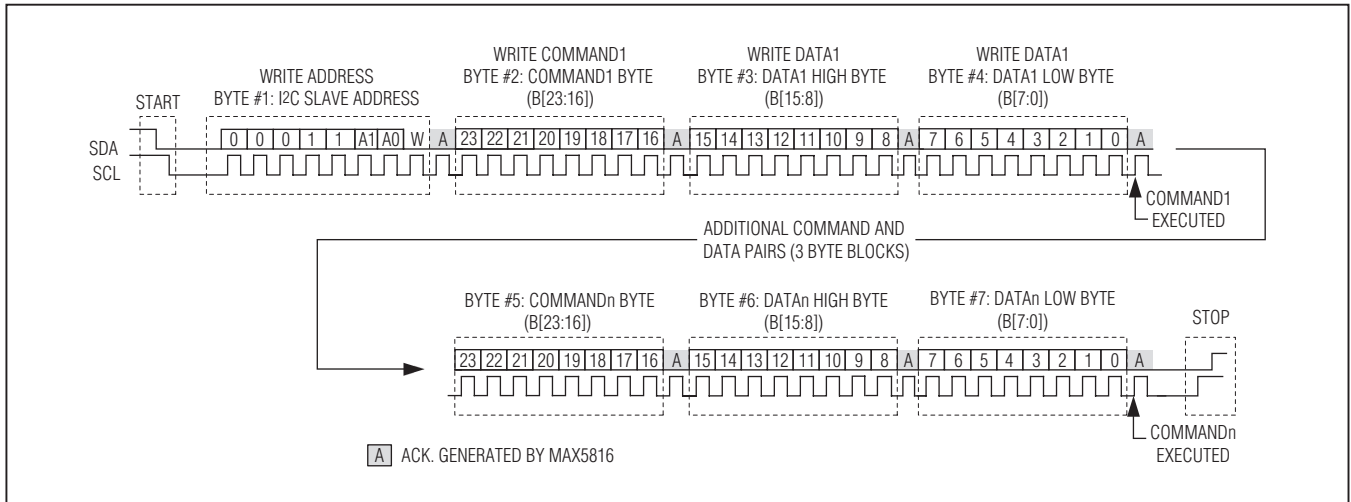 WRITE ADDRESS
BYTE #1: I²C SLAVE ADDRESS
WRITE COMMAND1
BYTE #2: COMMAND1 BYTE
(B[23:16])
WRITE DATA1
BYTE #3: DATA1 HIGH BYTE
(B[15:8])
WRITE DATA1
BYTE #4: DATA1 LOW BYTE
(B[7:0])
START
SDA
SCL
0 0 0 1 1 A1 A0 W A 23 22 21 20 19 18 17 16 A 15 14 13 12 11 10 9 8 A 7 6 5 4 3 2 1 0 A
COMMAND1
EXECUTED
ADDITIONAL COMMAND AND
DATA PAIRS (3 BYTE BLOCKS)
BYTE #5: COMMANDn BYTE
(B[23:16])
BYTE #6: DATAn HIGH BYTE
(B[15:8])
BYTE #7: DATAn LOW BYTE
(B[7:0])
STOP
23 22 21 20 19 18 17 16 A 15 14 13 12 11 10 9 8 A 7 6 5 4 3 2 1 0 A
COMMANDn
EXECUTED
A ACK. GENERATED BY MAX5816